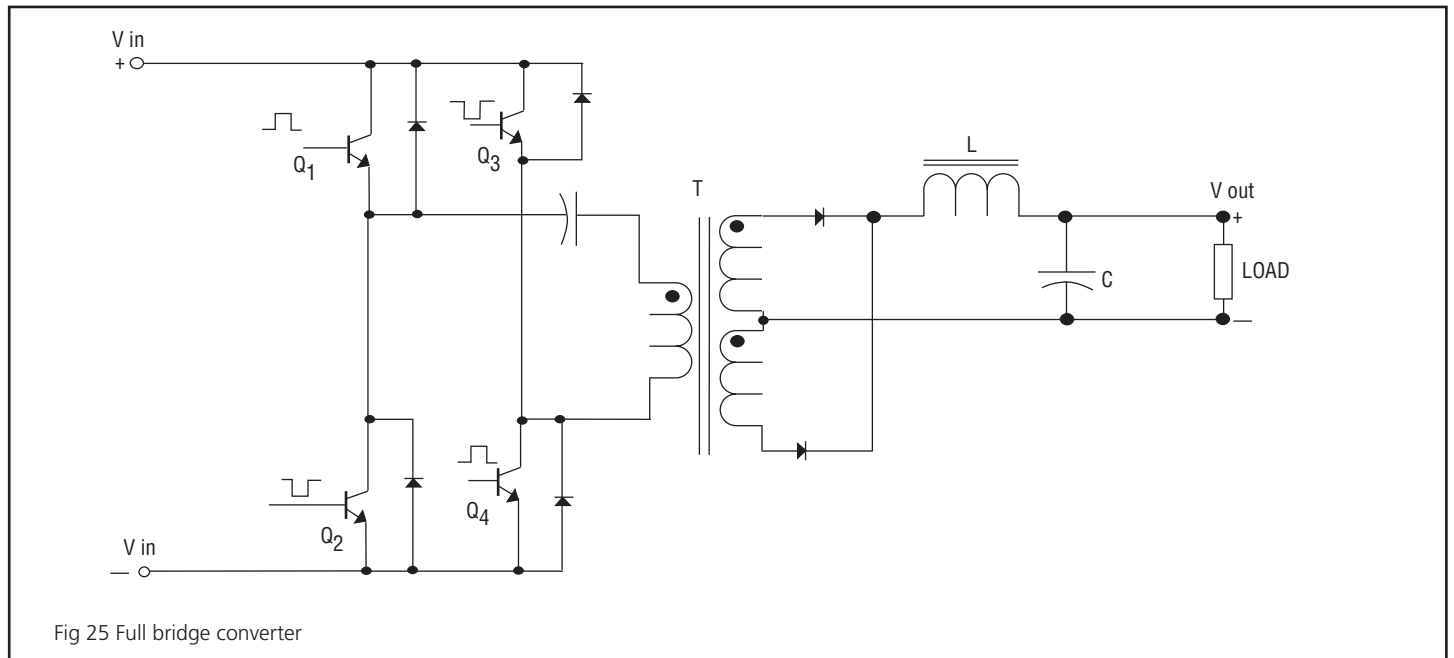 V in
+
Q1
Q3
T
L
V out
+
C
LOAD
—
Q2
Q4
V in
—
Fig 25 Full bridge converter